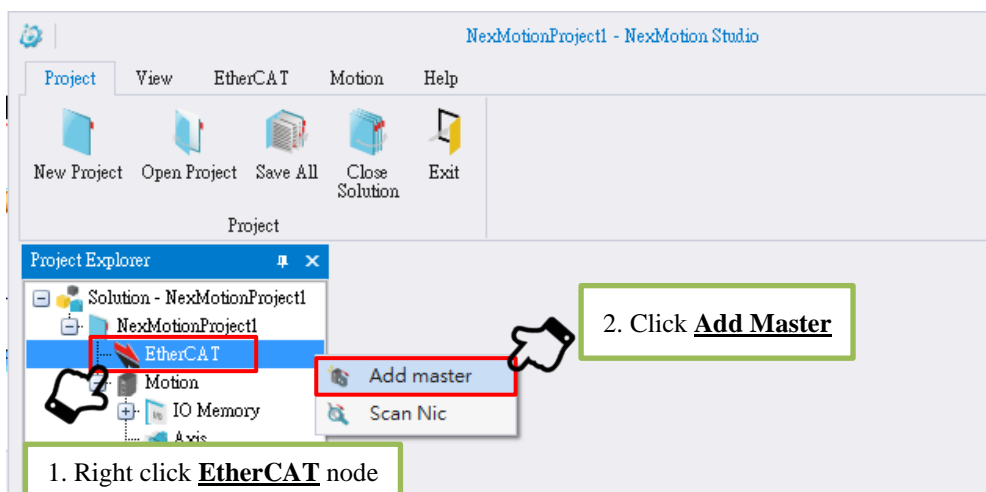 NexMotionProject1 - NexMotion Studio
Project View EtherCAT Motion Help
New Project Open Project Save All Close Solution Exit
Project
Project Explorer
Solution - NexMotionProject1
NexMotionProject1
EtherCAT
Add master
Scan Nic
2. Click Add Master
Motion
IO Memory
Axis
1. Right click EtherCAT node